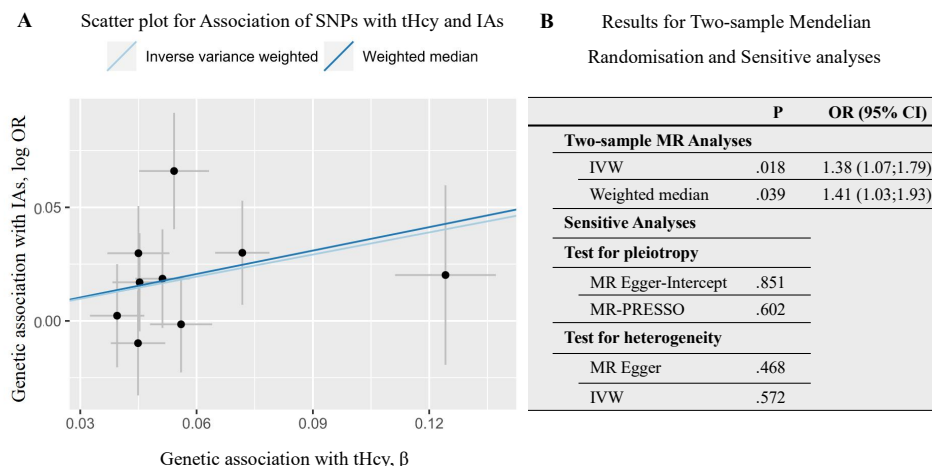 A Scatter plot for Association of SNPs with tHcy and IAs
Inverse variance weighted Weighted median
Genetic association with IAs, log OR
0.05
0.00
0.03 0.06 0.09 0.12
Genetic association with tHcy, β
B Results for Two-sample Mendelian
Randomisation and Sensitive analyses
P OR (95% CI)
Two-sample MR Analyses
IVW .018 1.38 (1.07;1.79)
Weighted median .039 1.41 (1.03;1.93)
Sensitive Analyses
Test for pleiotropy
MR Egger-Intercept .851
MR-PRESSO .602
Test for heterogeneity
MR Egger .468
IVW .572